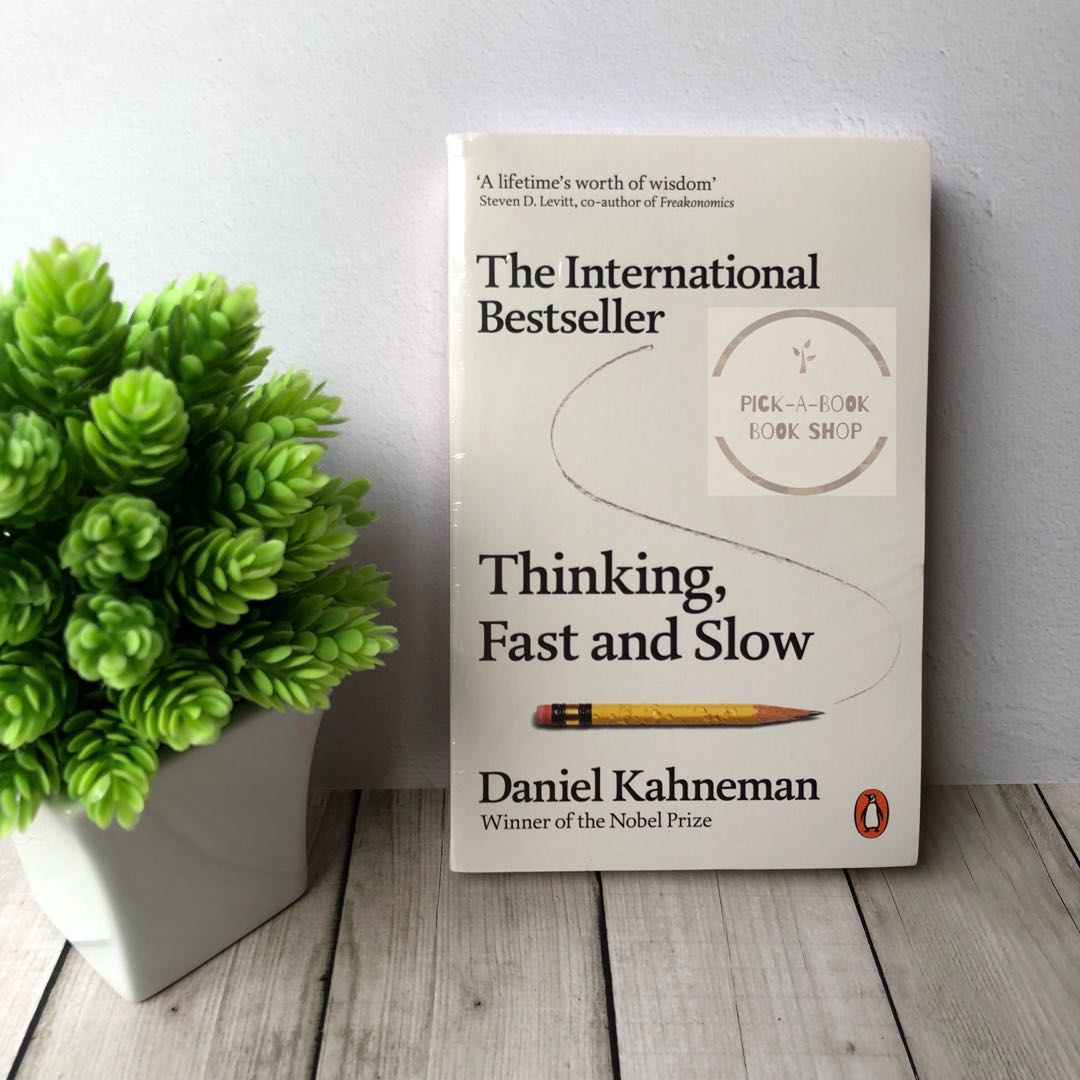 ‘A lifetime’s worth of wisdom’
Steven D. Levitt, co-author of Freakonomics
The International
Bestseller
PICK-A-BOOK
BOOK SHOP
Thinking,
Fast and Slow
Daniel Kahneman
Winner of the Nobel Prize